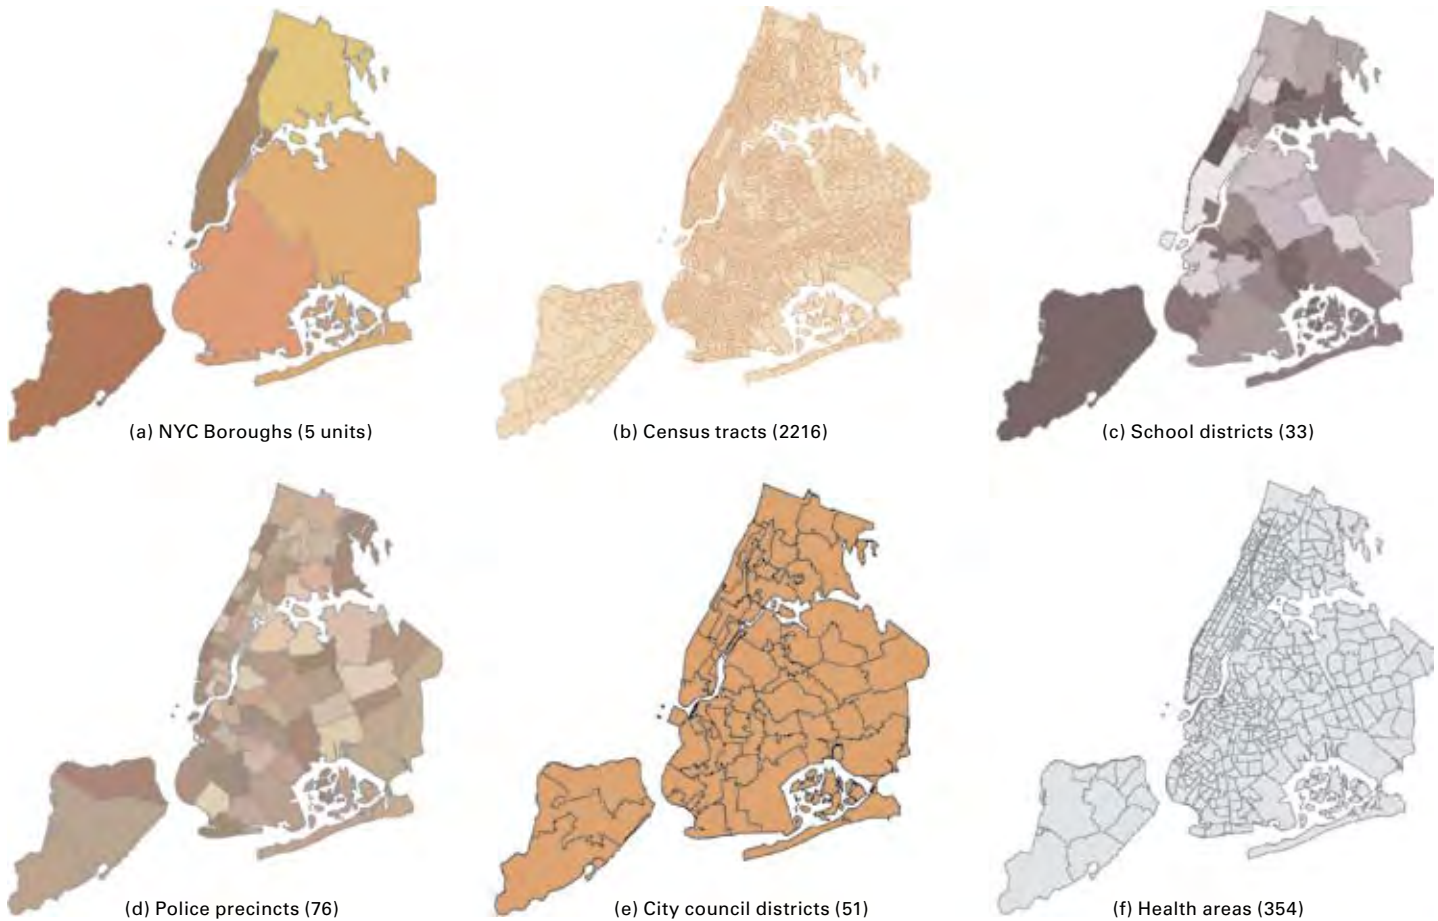 (a) NYC Boroughs (5 units)
(b) Census tracts (2216)
(c) School districts (33)
(d) Police precincts (76)
(e) City council districts (51)
(f) Health areas (354)